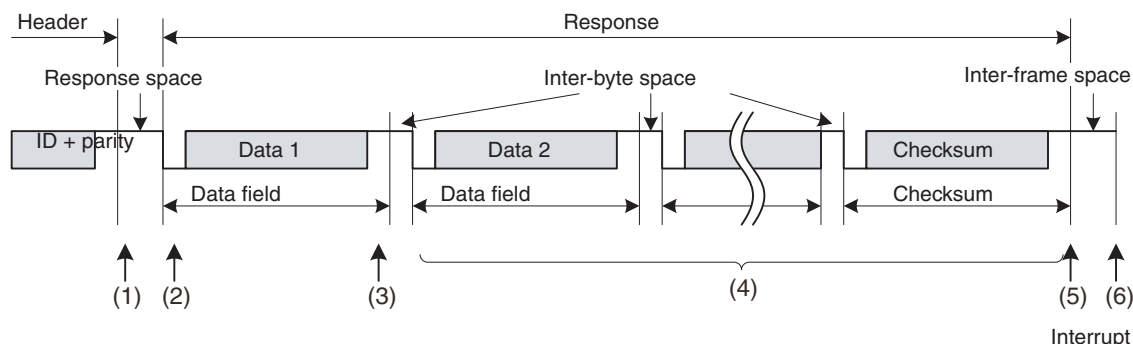 Header
Response
Response space
Inter-byte space
Inter-frame space
ID + parity
Data 1
Data 2
Checksum
Data field
Data field
Checksum
(1)
(2)
(3)
(4)
(5)
(6)
Interrupt